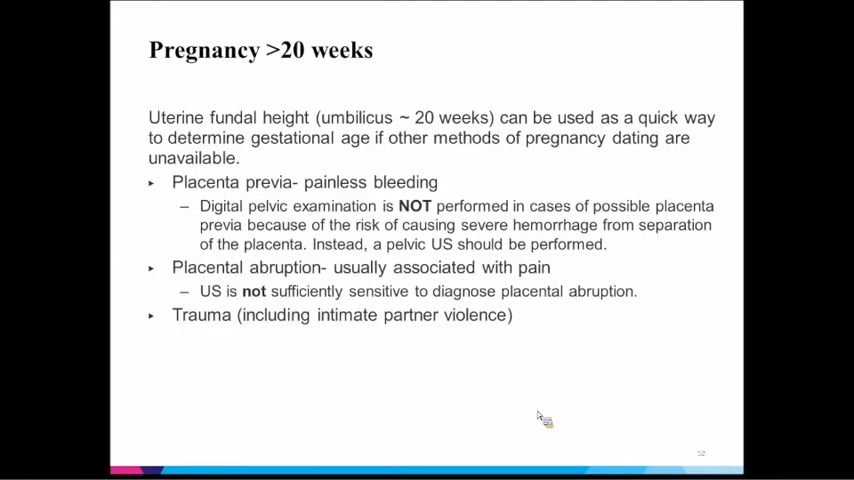 Pregnancy >20 weeks
Uterine fundal height (umbilicus ~ 20 weeks) can be used as a quick way
to determine gestational age if other methods of pregnancy dating are
unavailable.
▸ Placenta previa- painless bleeding
– Digital pelvic examination is NOT performed in cases of possible placenta
previa because of the risk of causing severe hemorrhage from separation
of the placenta. Instead, a pelvic US should be performed.
▸ Placental abruption- usually associated with pain
– US is not sufficiently sensitive to diagnose placental abruption.
▸ Trauma (including intimate partner violence)
52